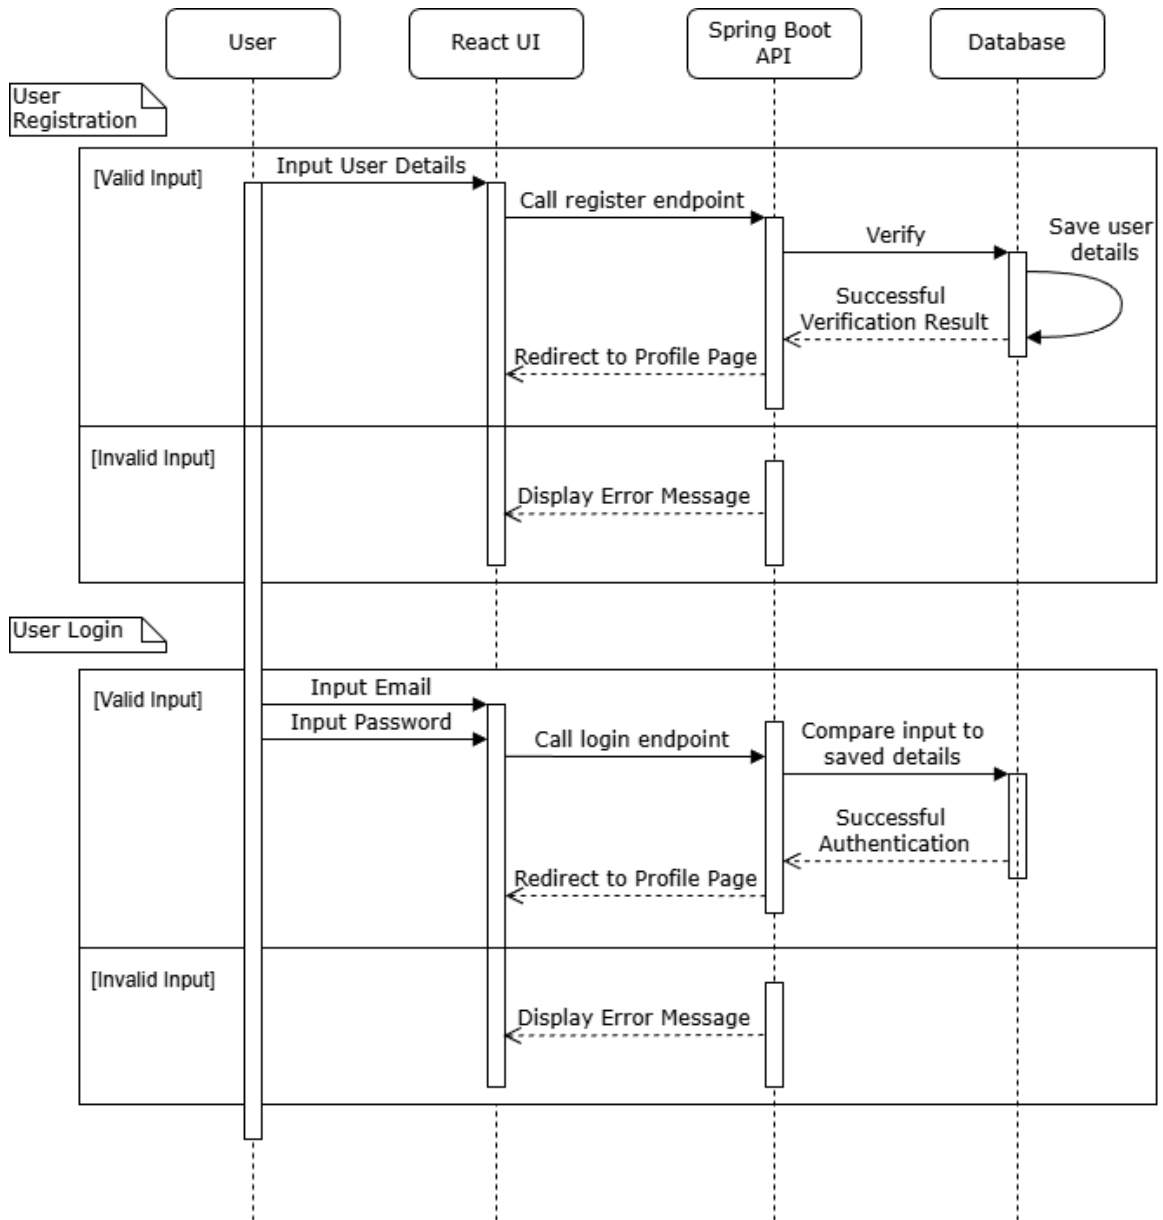 User
React UI
Spring Boot
API
Database
User
Registration
[Valid Input]
Input User Details
Call register endpoint
Verify
Save user
details
Successful
Verification Result
Redirect to Profile Page
[Invalid Input]
Display Error Message
User Login
[Valid Input]
Input Email
Input Password
Call login endpoint
Compare input to
saved details
Successful
Authentication
Redirect to Profile Page
[Invalid Input]
Display Error Message